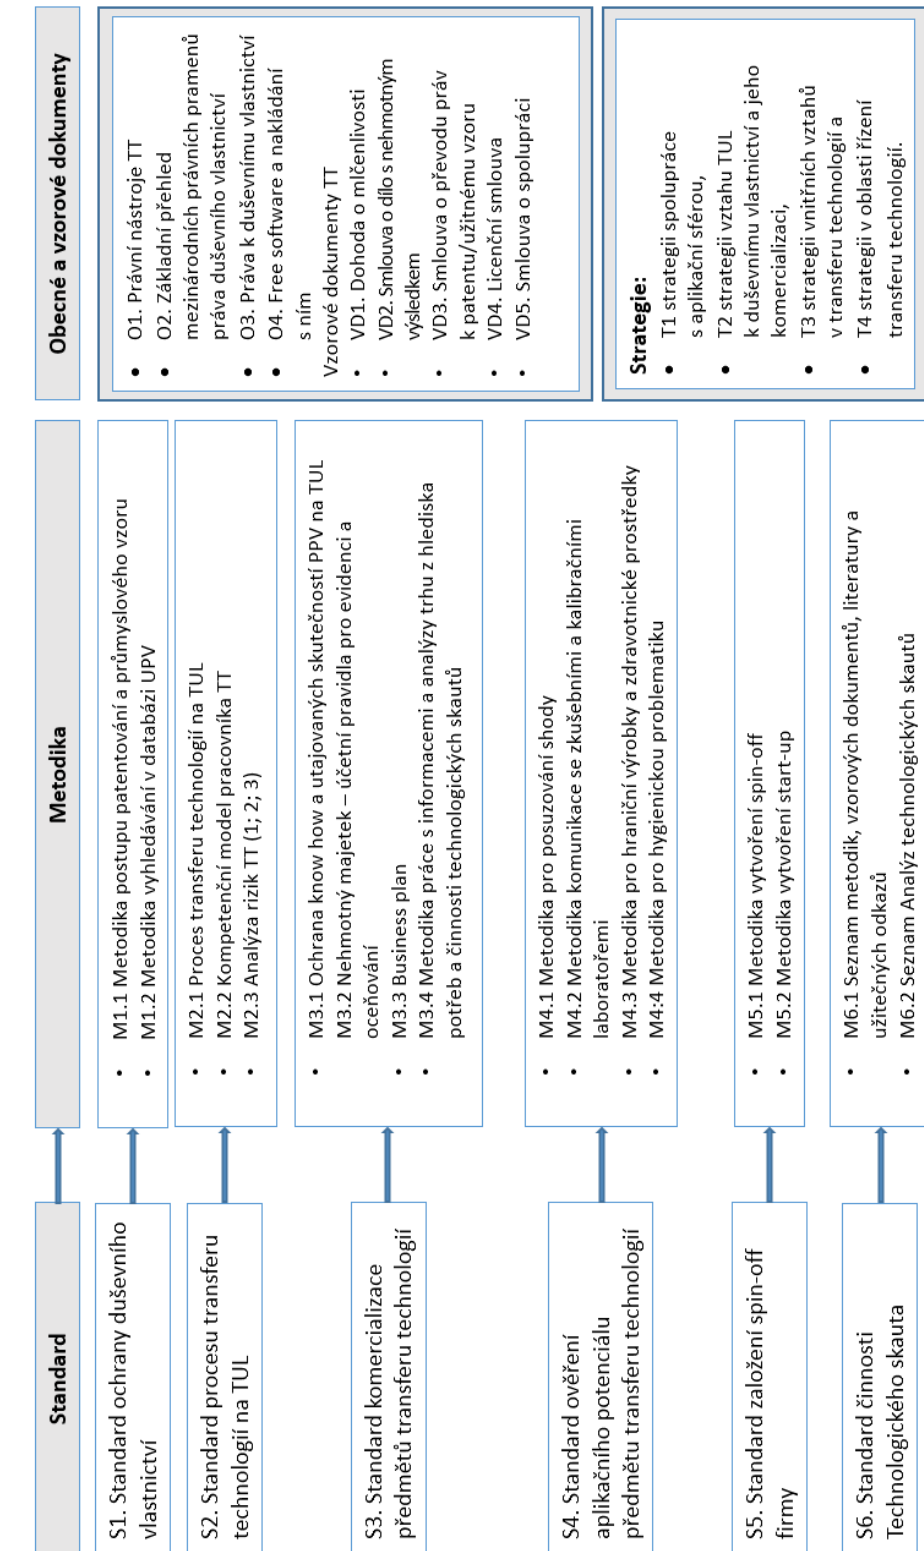 Standard
Metodika
Obecné a vzorové dokumenty
S1. Standard ochrany duševního
vlastnictví
• M1.1 Metodika postupu patentování a průmyslového vzoru
• M1.2 Metodika vyhledávání v databázi UPV
S2. Standard procesu transferu
technologií na TUL
• M2.1 Proces transferu technologií na TUL
• M2.2 Kompetenční model pracovníka TT
• M2.3 Analýza rizik TT (1; 2; 3)
S3. Standard komercializace
předmětů transferu technologií
• M3.1 Ochrana know how a utajovaných skutečností PPV na TUL
M3.2 Nehmotný majetek – účetní pravidla pro evidenci a
oceňování
• M3.3 Business plan
• M3.4 Metodika práce s informacemi a analýzy trhu z hlediska
potřeb a činnosti technologických skautů
S4. Standard ověření
aplikačního potenciálu
předmětu transferu technologií
• M4.1 Metodika pro posuzování shody
• M4.2 Metodika komunikace se zkušebními a kalibračními
laboratořemi
• M4.3 Metodika pro hraniční výrobky a zdravotnické prostředky
• M4:4 Metodika pro hygienickou problematiku
S5. Standard založení spin-off
firmy
• M5.1 Metodika vytvoření spin-off
• M5.2 Metodika vytvoření start-up
S6. Standard činnosti
Technologického skauta
• M6.1 Seznam metodik, vzorových dokumentů, literatury a
užitečných odkazů
• M6.2 Seznam Analýz technologických skautů
• O1. Právní nástroje TT
• O2. Základní přehled
mezinárodních právních pramenů
práva duševního vlastnictví
• O3. Práva k duševnímu vlastnictví
• O4. Free software a nakládání
s ním
Vzorové dokumenty TT
• VD1. Dohoda o mlčenlivosti
• VD2. Smlouva o dílo s nehmotným
výsledkem
• VD3. Smlouva o převodu práv
k patentu/užitnému vzoru
• VD4. Licenční smlouva
• VD5. Smlouva o spolupráci
Strategie:
• T1 strategii spolupráce
s aplikační sférou,
• T2 strategii vztahu TUL
k duševnímu vlastnictví a jeho
komercializaci,
• T3 strategii vnitřních vztahů
v transferu technologií a
• T4 strategii v oblasti řízení
transferu technologií.